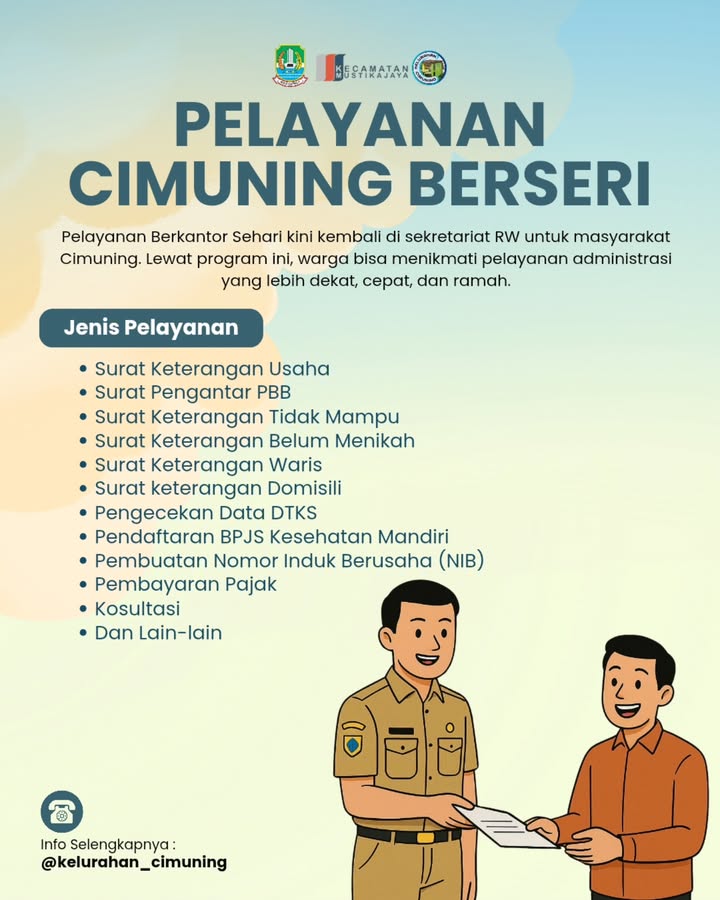 KECAMATAN
MUSTIKAJAYA
PELAYANAN
CIMUNING BERSERI
Pelayanan Berkantor Sehari kini kembali di sekretariat RW untuk masyarakat
Cimuning. Lewat program ini, warga bisa menikmati pelayanan administrasi
yang lebih dekat, cepat, dan ramah.
Jenis Pelayanan
• Surat Keterangan Usaha
• Surat Pengantar PBB
• Surat Keterangan Tidak Mampu
• Surat Keterangan Belum Menikah
• Surat Keterangan Waris
• Surat keterangan Domisili
• Pengecekan Data DTKS
• Pendaftaran BPJS Kesehatan Mandiri
• Pembuatan Nomor Induk Berusaha (NIB)
• Pembayaran Pajak
• Kosultasi
• Dan Lain-lain
Info Selengkapnya :
@kelurahan_cimuning